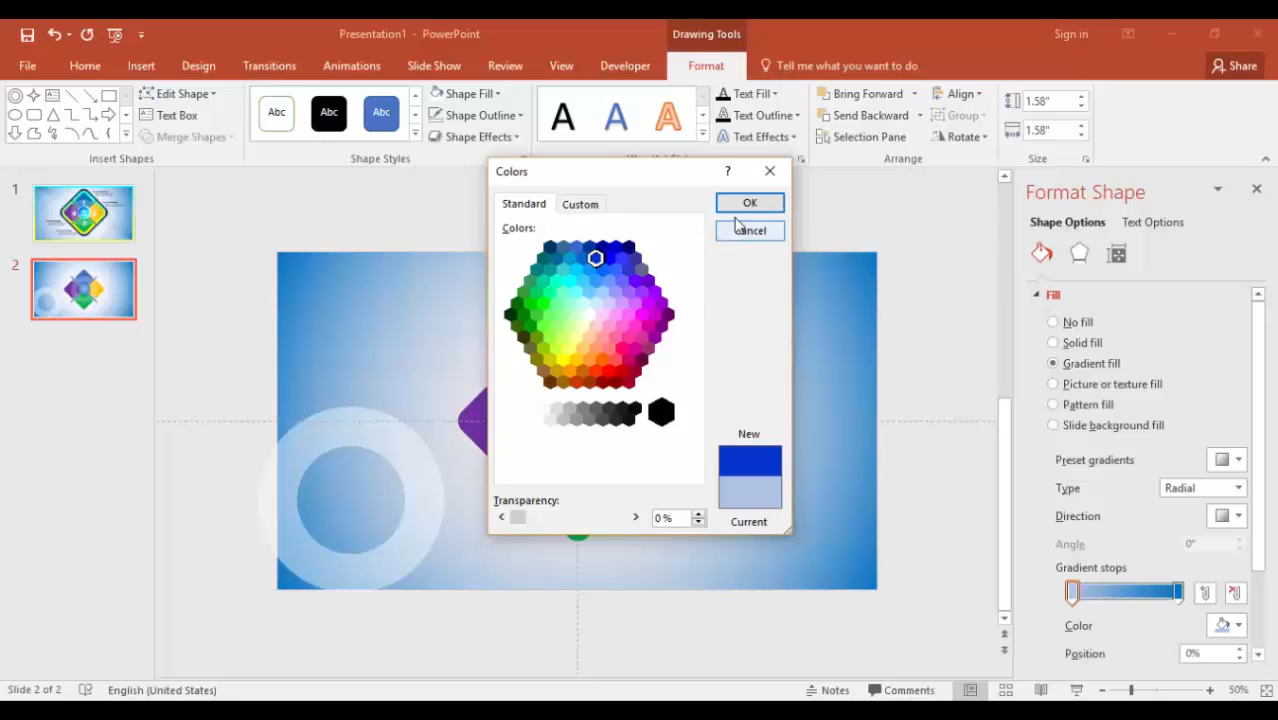 Presentation1 - PowerPoint
Drawing Tools
Sign in
File Home Insert Design Transitions Animations Slide Show Review View Developer Format Tell me what you want to do Share
Edit Shape
Text Box
Merge Shapes
Insert Shapes
Abc Abc Abc
Shape Fill
Shape Outline
Shape Effects
Shape Styles
A A A
Text Fill
Text Outline
Text Effects
Bring Forward
Send Backward
Selection Pane
Align
Group
Rotate
Arrange
1.58"
1.58"
Size
1
2
Colors
?
Standard Custom
OK
Colors:
New
Current
Transparency:
0 %
Format Shape
Shape Options Text Options
Fill
No fill
Solid fill
Gradient fill
Picture or texture fill
Pattern fill
Slide background fill
Preset gradients
Type Radial
Direction
Angle 0°
Gradient stops
Color
Position 0%
Slide 2 of 2 English (United States) Notes Comments 50%